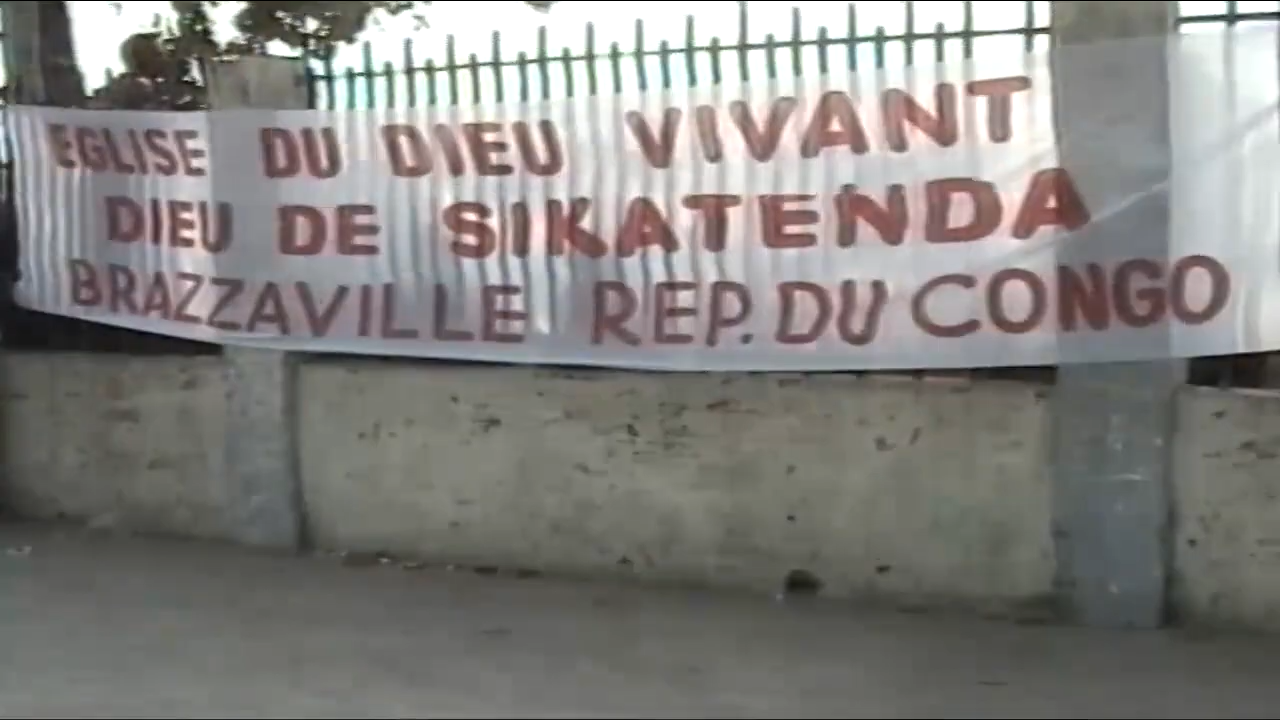 EGLISE DU DIEU VIVANT
DIEU DE SIKATENDA
BRAZZAVILLE REP. DU CONGO